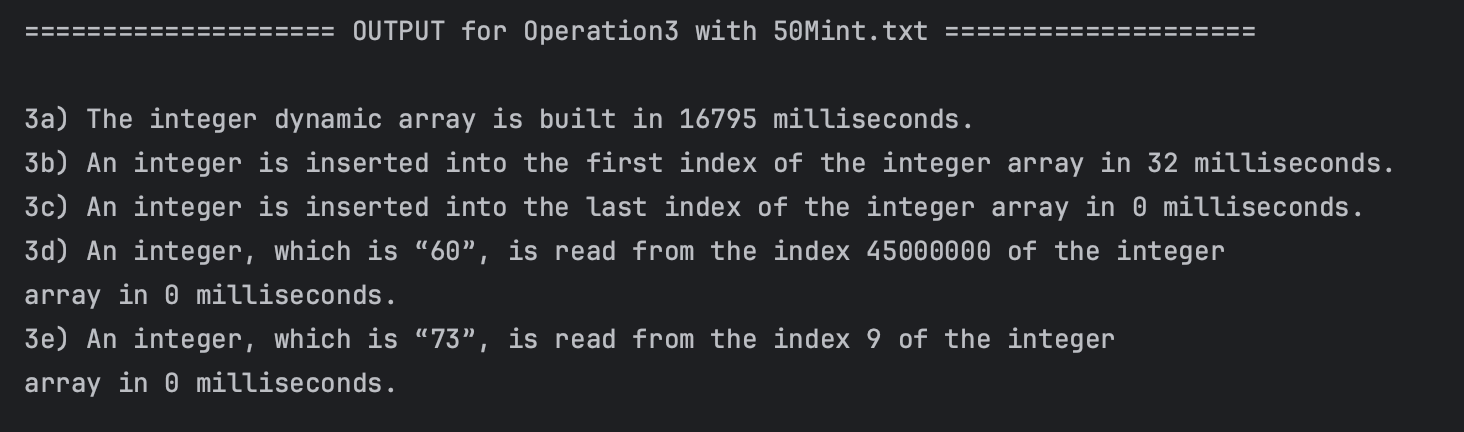 ==================== OUTPUT for Operation3 with 50Mint.txt ====================
3a) The integer dynamic array is built in 16795 milliseconds.
3b) An integer is inserted into the first index of the integer array in 32 milliseconds.
3c) An integer is inserted into the last index of the integer array in 0 milliseconds.
3d) An integer, which is “60”, is read from the index 45000000 of the integer
array in 0 milliseconds.
3e) An integer, which is “73”, is read from the index 9 of the integer
array in 0 milliseconds.